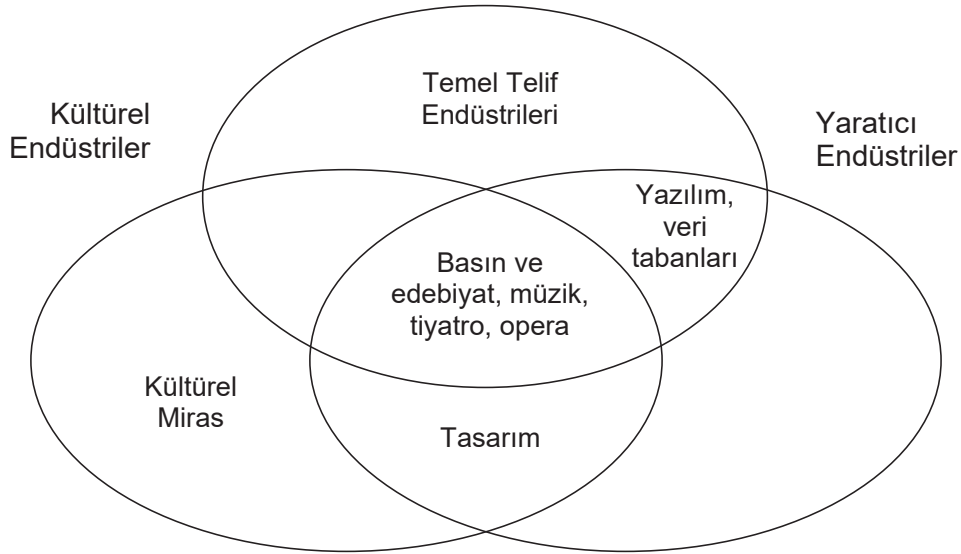 Temel Telif
Endüstrileri
Kültürel
Endüstriler
Yaratıcı
Endüstriler
Yazılım,
veri
tabanları
Basın ve
edebiyat, müzik,
tiyatro, opera
Kültürel
Miras
Tasarım